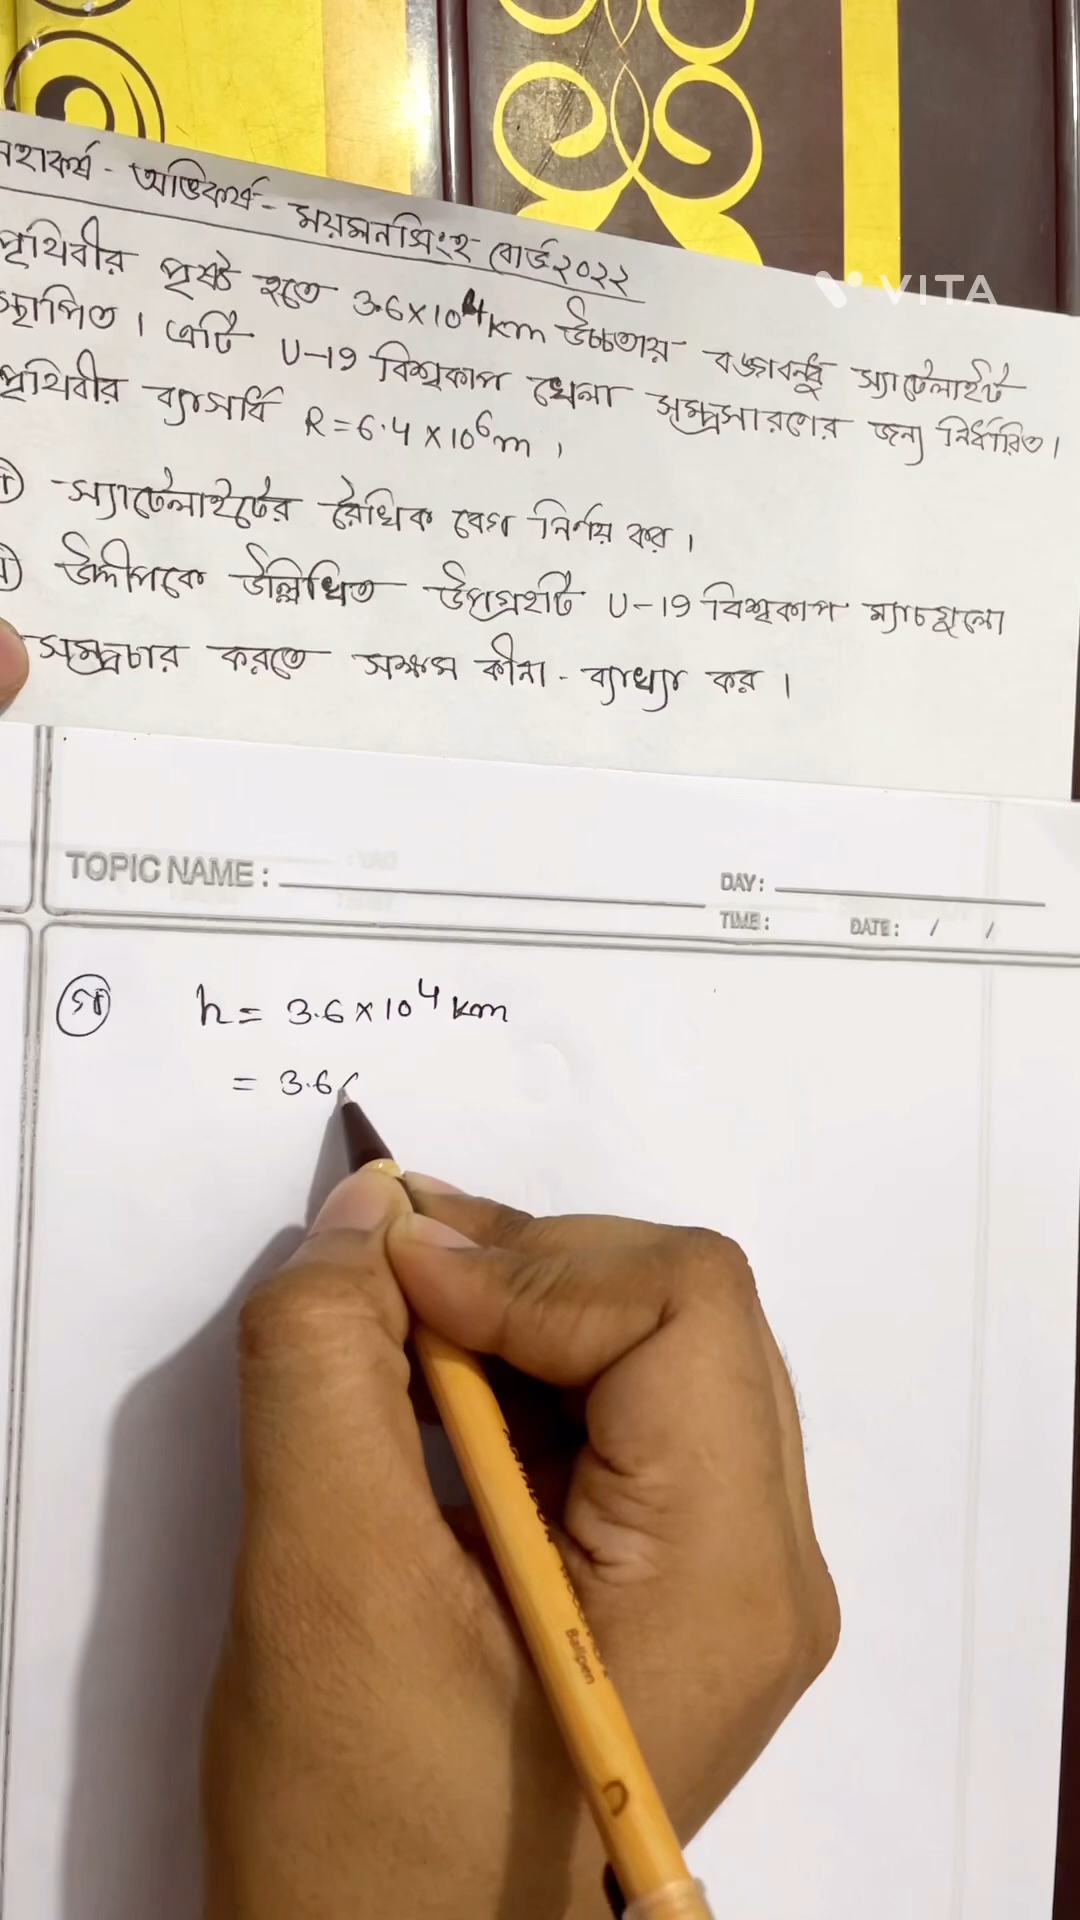 মহাকর্ষ - অভিকর্ষ - ময়মনসিংহ বোর্ড ২০২২
VITA
পৃথিবীর পৃষ্ট হতে 3.6×10⁴km উচ্চতায় বঙ্গবন্ধু স্যাটেলাইট
স্থাপিত। এটি U-19 বিশ্বকাপ খেলা সম্প্রসারণের জন্য নির্ধারিত।
পৃথিবীর ব্যাসার্ধ R = 6.4 × 10⁶m,
স্যাটেলাইটের রৈখিক বেগ নির্ণয় কর।
উদ্দীপকে উল্লিখিত উপগ্রহটি U-19 বিশ্বকাপ ম্যাচগুলো
সম্প্রচার করতে সক্ষম কীনা - ব্যাখ্যা কর।
TOPIC NAME :
DAY :
TIME :
DATE : / /
গ h = 3.6 × 10⁴ km
= 3.6
Ballpen